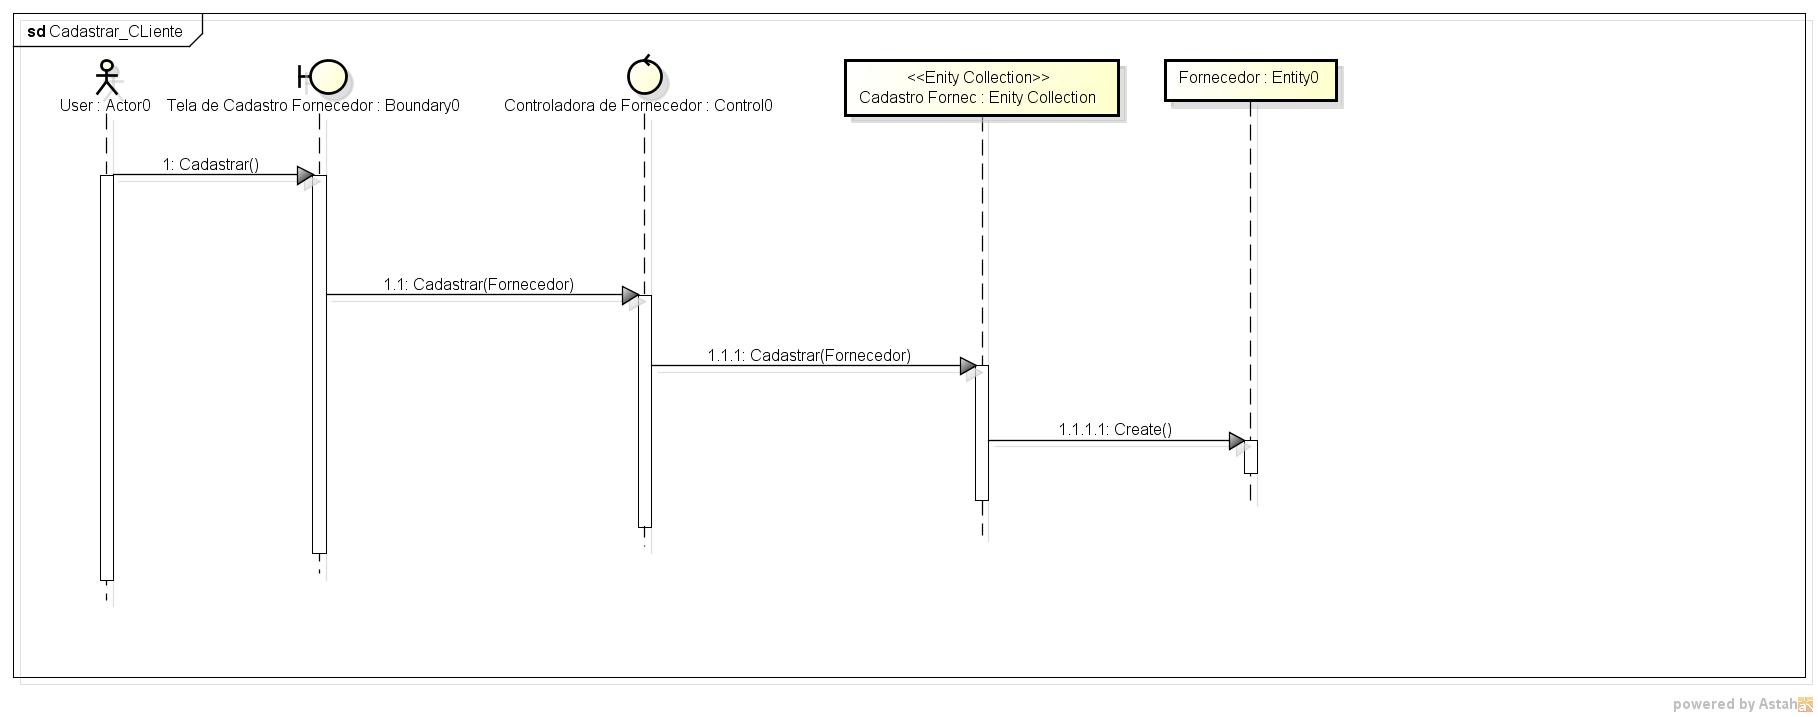 sd Cadastrar_CLiente
User : Actor0
Tela de Cadastro Fornecedor : Boundary0
Controladora de Fornecedor : Control0
<<Enity Collection>>
Cadastro Fornec : Enity Collection
Fornecedor : Entity0
1: Cadastrar()
1.1: Cadastrar(Fornecedor)
1.1.1: Cadastrar(Fornecedor)
1.1.1.1: Create()
powered by Astah